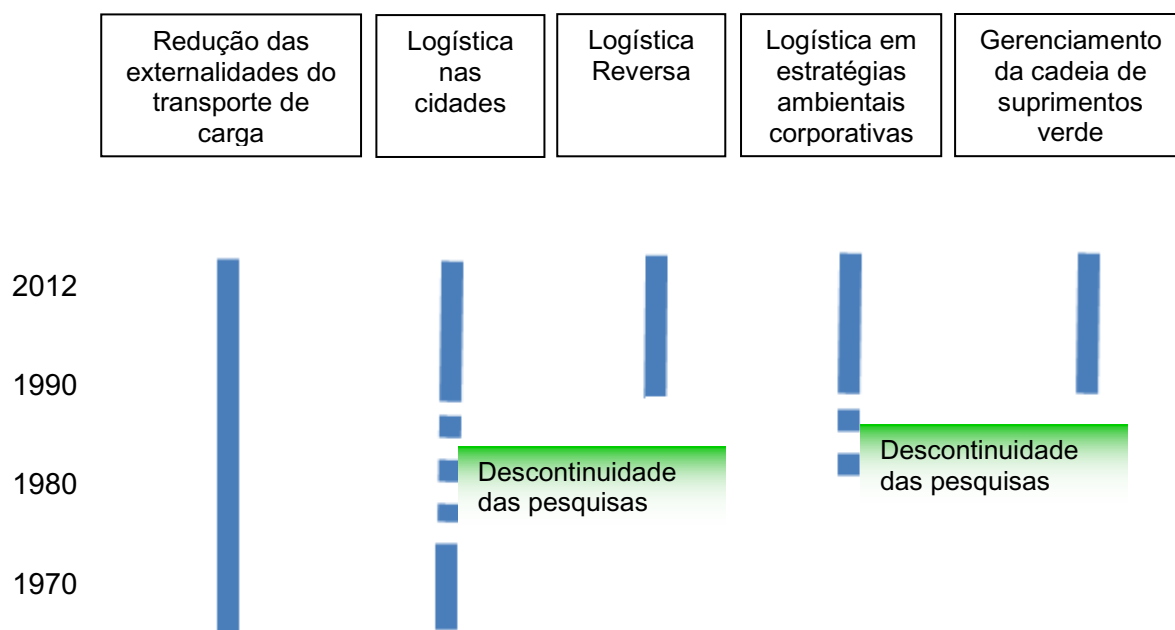 Redução das
externalidades do
transporte de
carga
Logística
nas
cidades
Logística
Reversa
Logística em
estratégias
ambientais
corporativas
Gerenciamento
da cadeia de
suprimentos
verde
2012
1990
1980
1970
Descontinuidade
das pesquisas
Descontinuidade
das pesquisas